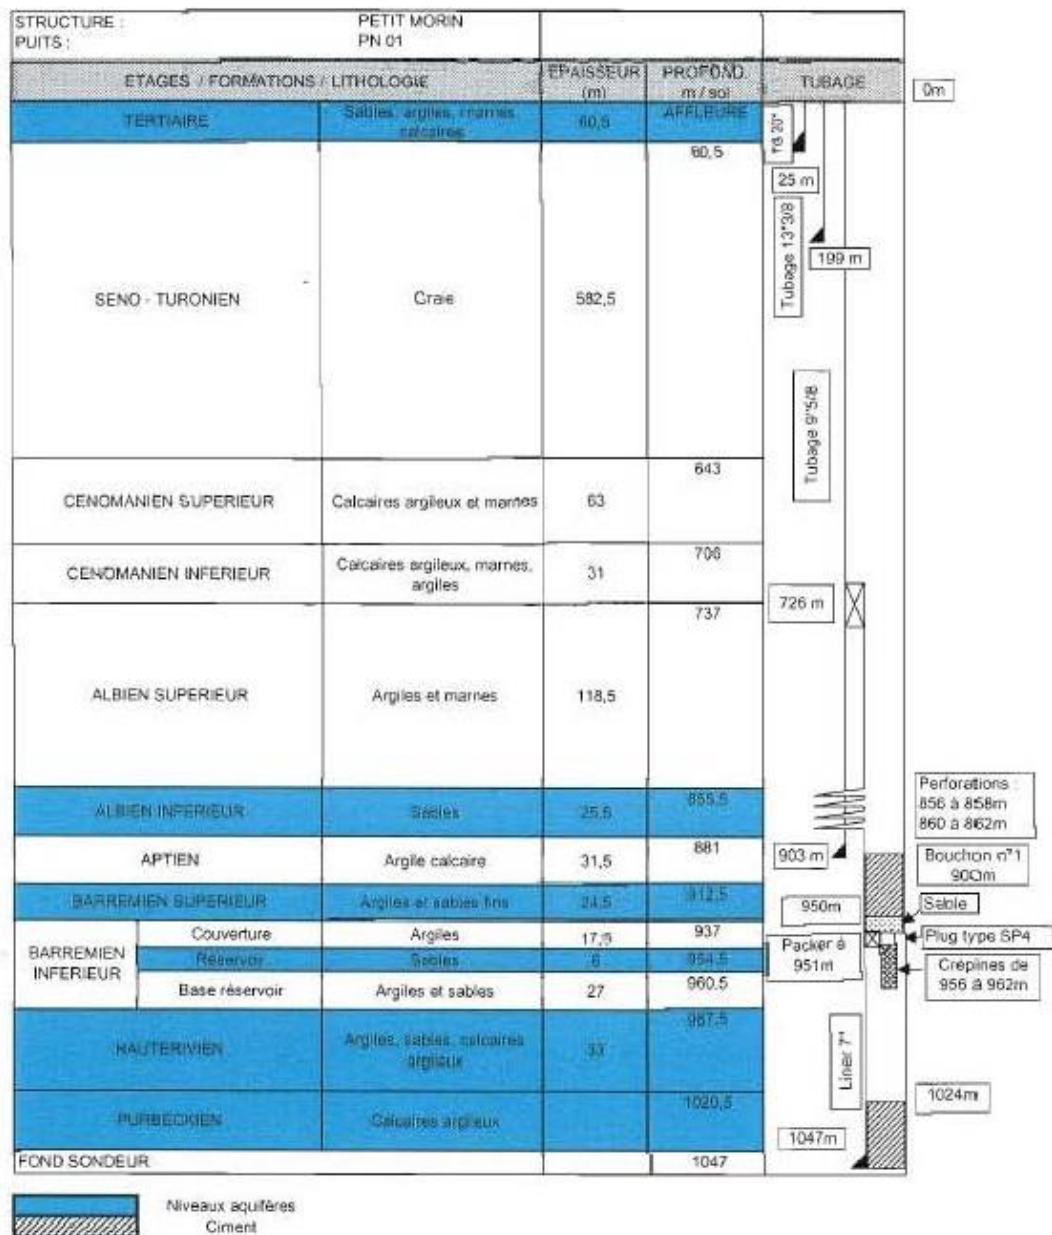 STRUCTURE : PETIT MORIN
PUITS : PN 01
ETAGES / FORMATIONS / LITHOLOGIE EPAISSEUR (m) PROFOND. m / sol TUBAGE
0m
TERTIAIRE Sables, argiles, marnes, calcaires 60,5 AFFLEURE
TG 20"
60,5
25 m
Tubage 13"3/8
199 m
SENO - TURONIEN Craie 582,5
Tubage 9"5/8
643
CENOMANIEN SUPERIEUR Calcaires argileux et marnes 63
706
CENOMANIEN INFERIEUR Calcaires argileux, marnes, argiles 31
726 m
737
ALBIEN SUPERIEUR Argiles et marnes 118,5
855,5
ALBIEN INFERIEUR Sables 25,5
Perforations :
856 à 858m
860 à 862m
881
APTIEN Argile calcaire 31,5
903 m
Bouchon n°1
900m
BARREMIEN SUPERIEUR Argiles et sables fins 24,5 912,5
950m
Sable
BARREMIEN INFERIEUR
Couverture Argiles 17,5 937
Plug type SP4
Packer à
951m
Réservoir Sables 6 954,5
Crépines de
956 à 962m
Base réservoir Argiles et sables 27 960,5
987,5
HAUTERIVIEN Argiles, sables, calcaires argileux 33
Liner 7"
1020,5
1024m
PURBECKIEN Calcaires argileux
1047m
FOND SONDEUR 1047
Niveaux aquifères
Ciment